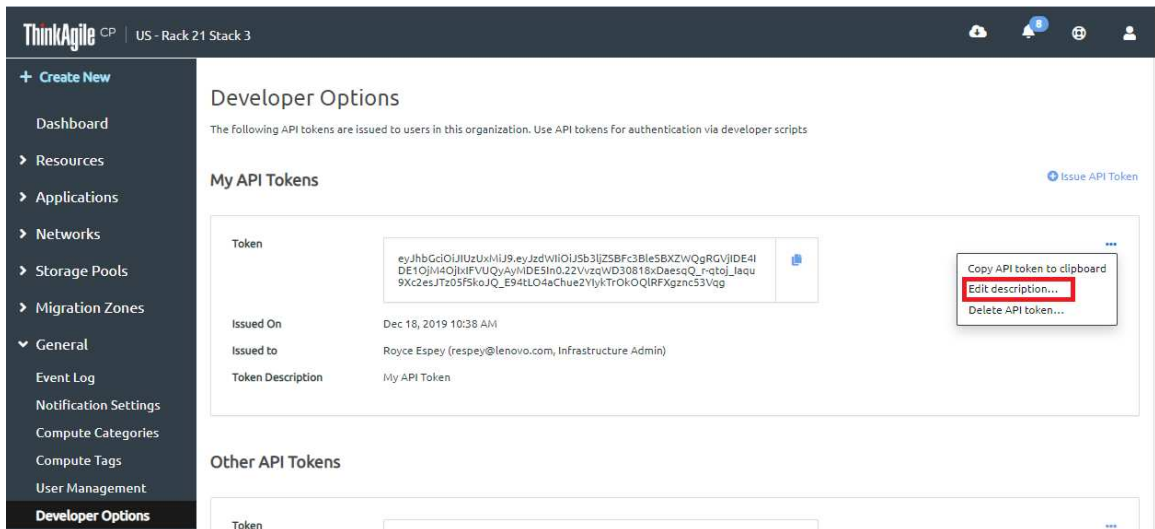 ThinkAgile CP | US - Rack 21 Stack 3
8
+ Create New
Dashboard
Resources
Applications
Networks
Storage Pools
Migration Zones
General
Event Log
Notification Settings
Compute Categories
Compute Tags
User Management
Developer Options
Developer Options
The following API tokens are issued to users in this organization. Use API tokens for authentication via developer scripts
My API Tokens
Issue API Token
Token
Copy API token to clipboard
Edit description...
Delete API token...
Issued On
Dec 18, 2019 10:38 AM
Issued to
Royce Espey (respey@lenovo.com, Infrastructure Admin)
Token Description
My API Token
Other API Tokens
Token